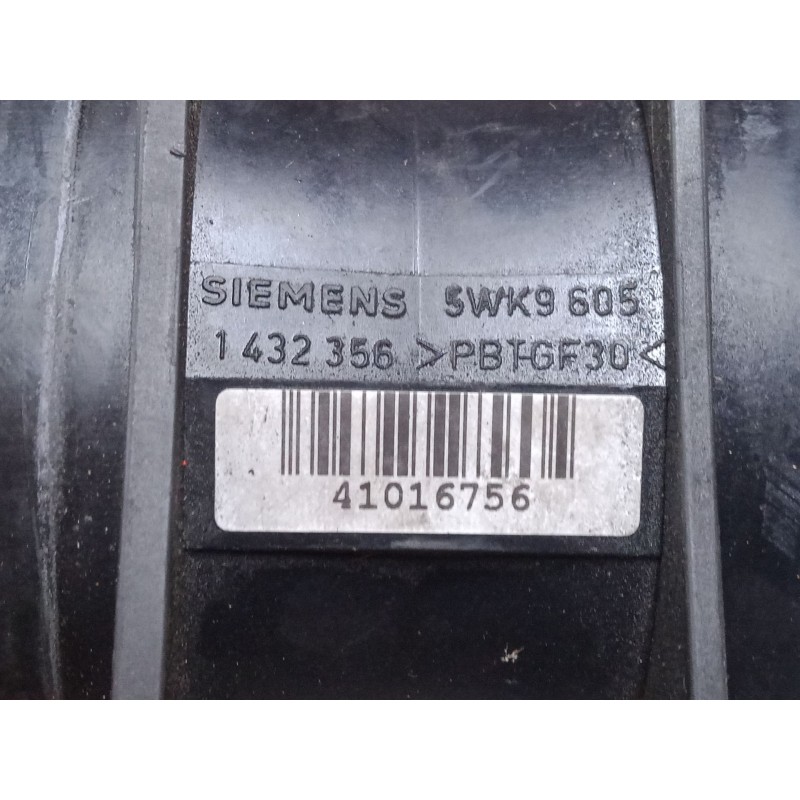 SIEMENS 5WK9 605
1 432 356 >PBT-GF30<
41016756